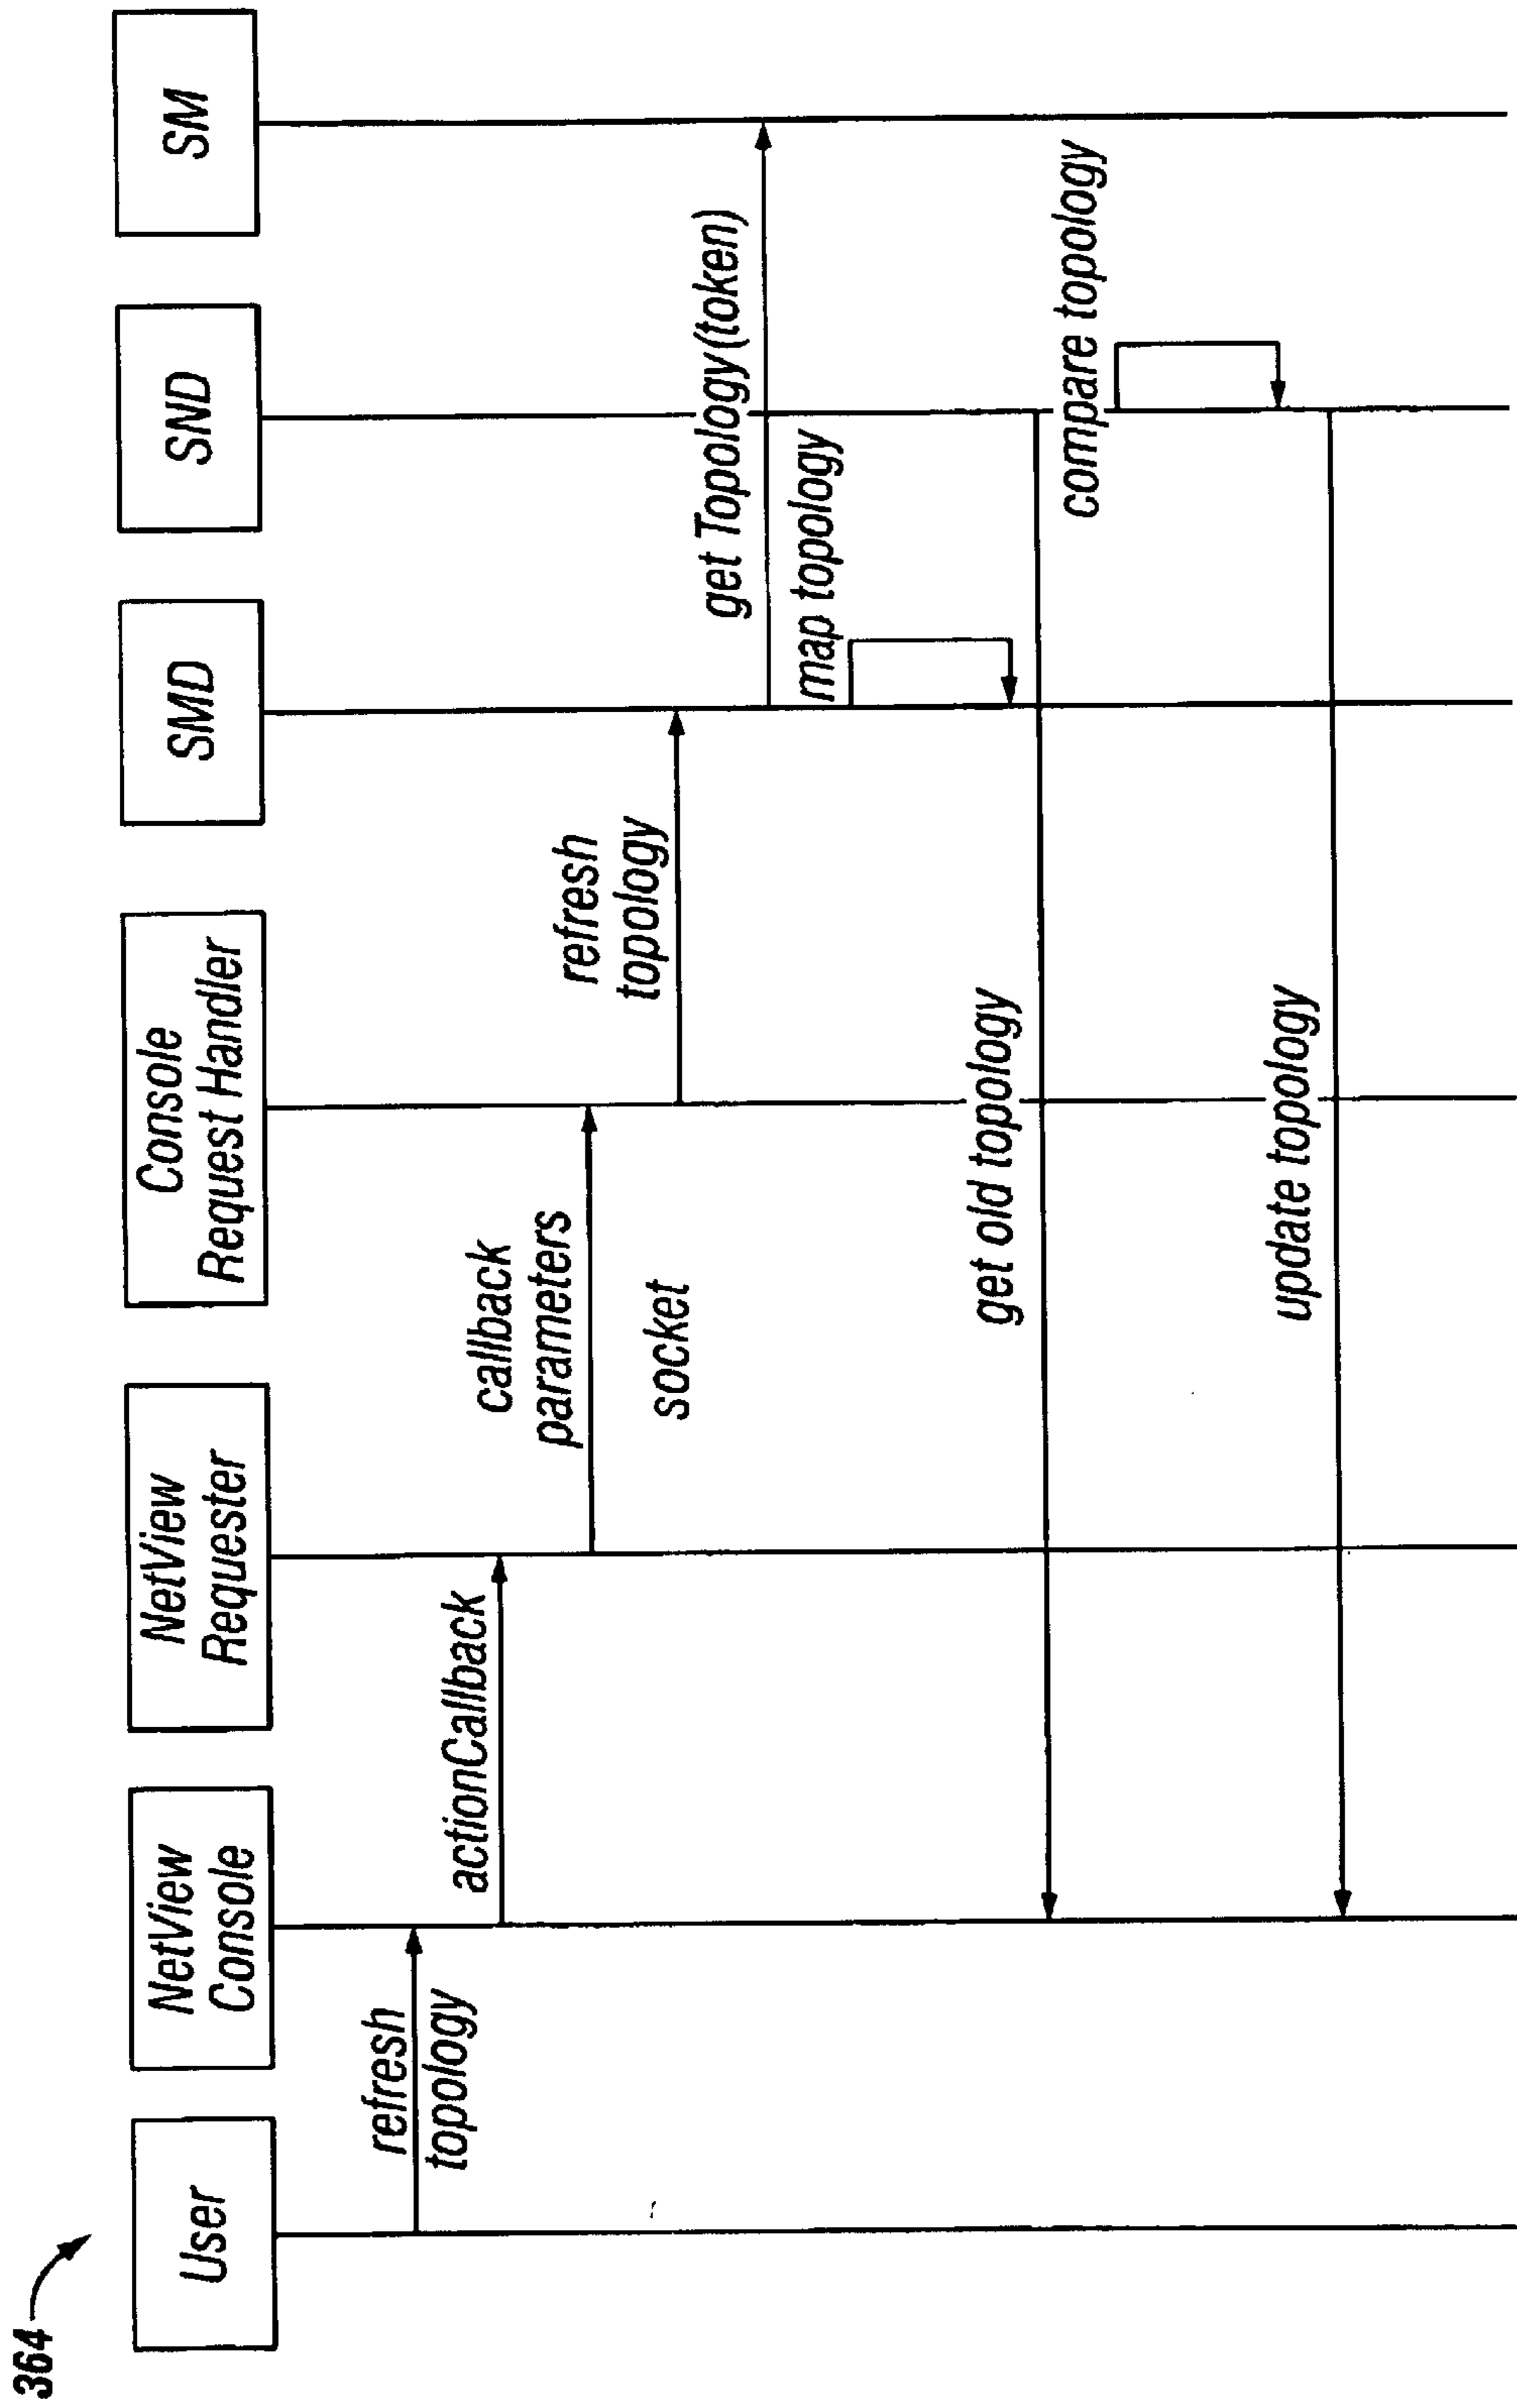 364
User
NetView
Console
NetView
Requester
Console
Request Handler
SMD
SND
SM
refresh
topology
actionCallback
callback
parameters
socket
refresh
topology
get Topology(token)
map topology
get old topology
compare topology
update topology